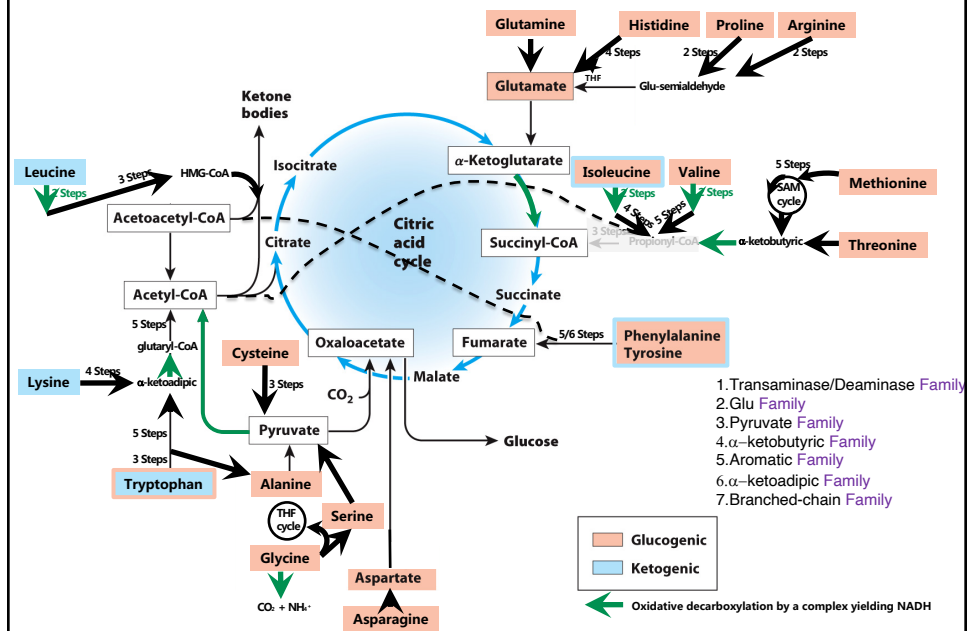 Glutamine
Histidine
Proline
Arginine
4 Steps
2 Steps
2 Steps
THF
Glutamate
Glu-semialdehyde
Ketone
bodies
Isocitrate
α-Ketoglutarate
Leucine
3 Steps
HMG-CoA
2 Steps
Isoleucine
Valine
5 Steps
SAM
cycle
Methionine
2 Steps
2 Steps
4 Steps
5 Steps
Acetoacetyl-CoA
Citrate
Citric
acid
cycle
Succinyl-CoA
3 Steps
Propionyl-CoA
α-ketobutyric
Threonine
Acetyl-CoA
Succinate
5 Steps
glutaryl-CoA
Cysteine
Oxaloacetate
Fumarate
5/6 Steps
Phenylalanine
Tyrosine
Lysine
4 Steps
α-ketoadipic
3 Steps
Malate
CO2
1.Transaminase/Deaminase Family
2.Glu Family
3.Pyruvate Family
4.α−ketobutyric Family
5.Aromatic Family
6.α−ketoadipic Family
7.Branched-chain Family
5 Steps
3 Steps
Pyruvate
Glucose
Tryptophan
Alanine
THF
cycle
Serine
Glycine
CO₂ + NH₄⁺
Aspartate
Asparagine
Glucogenic
Ketogenic
Oxidative decarboxylation by a complex yielding NADH